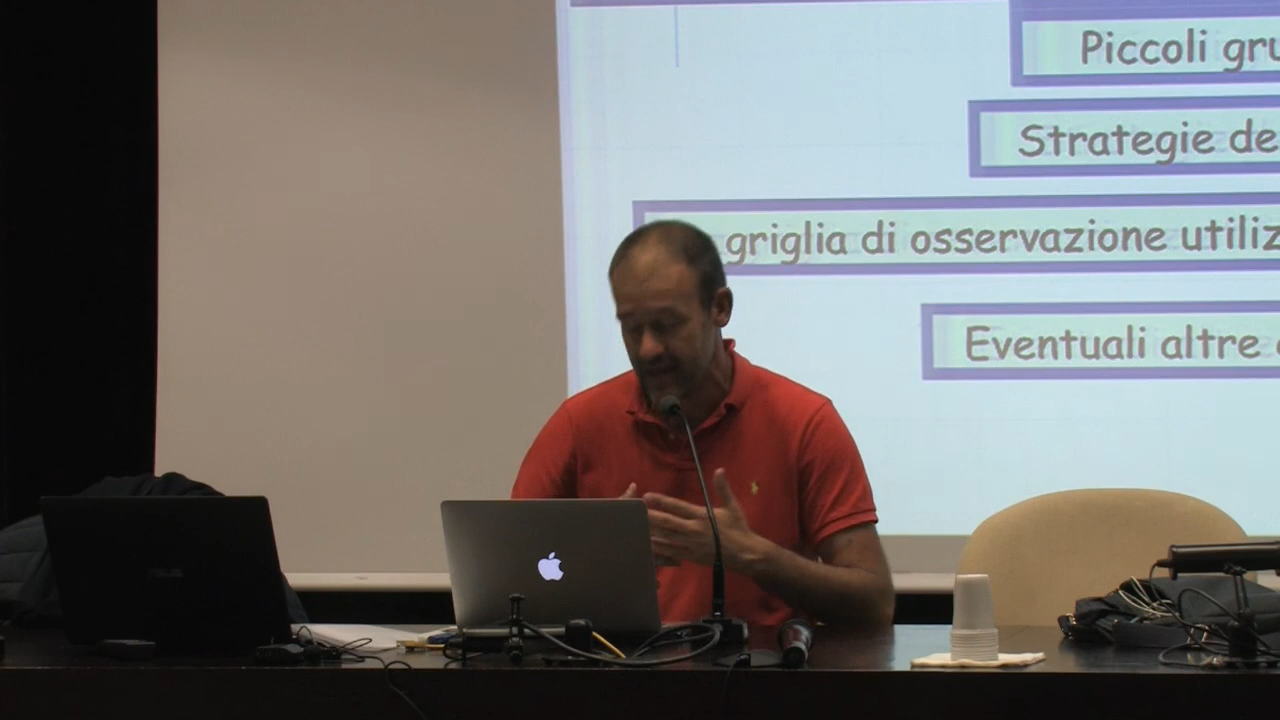 Piccoli gru
Strategie de
griglia di osservazione utiliz
Eventuali altre